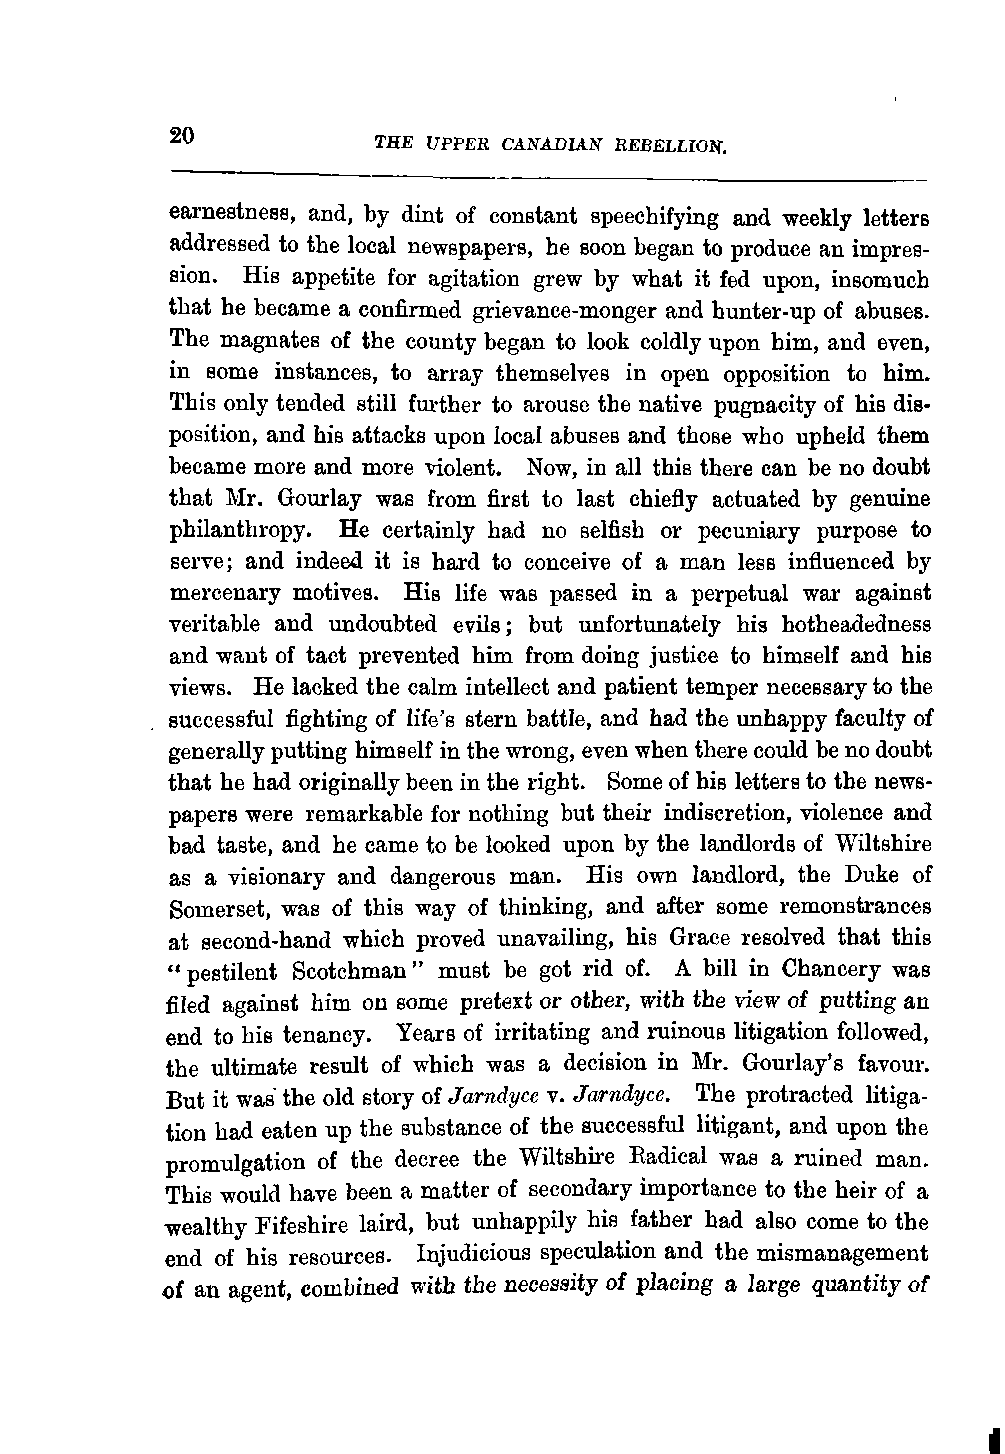 20
THE UPPER CANADIAN REBELLION.
earnestness, and, by dint of constant speechifying and weekly letters
addressed to the local newspapers, he soon began to produce an impres-
sion. His appetite for agitation grew by what it fed upon, insomuch
that he became a confirmed grievance-monger and hunter-up of abuses.
The magnates of the county began to look coldly upon him, and even,
in some instances, to array themselves in open opposition to him.
This only tended still further to arouse the native pugnacity of his dis-
position, and his attacks upon local abuses and those who upheld them
became more and more violent. Now, in all this there can be no doubt
that Mr. Gourlay was from first to last chiefly actuated by genuine
philanthropy. He certainly had no selfish or pecuniary purpose to
serve; and indeed it is hard to conceive of a man less influenced by
mercenary motives. His life was passed in a perpetual war against
veritable and undoubted evils; but unfortunately his hotheadedness
and want of tact prevented him from doing justice to himself and his
views. He lacked the calm intellect and patient temper necessary to the
successful fighting of life's stern battle, and had the unhappy faculty of
generally putting himself in the wrong, even when there could be no doubt
that he had originally been in the right. Some of his letters to the news-
papers were remarkable for nothing but their indiscretion, violence and
bad taste, and he came to be looked upon by the landlords of Wiltshire
as a visionary and dangerous man. His own landlord, the Duke of
Somerset, was of this way of thinking, and after some remonstrances
at second-hand which proved unavailing, his Grace resolved that this
“pestilent Scotchman” must be got rid of. A bill in Chancery was
filed against him on some pretext or other, with the view of putting an
end to his tenancy. Years of irritating and ruinous litigation followed,
the ultimate result of which was a decision in Mr. Gourlay's favour.
But it was the old story of Jarndyce v. Jarndyce. The protracted litiga-
tion had eaten up the substance of the successful litigant, and upon the
promulgation of the decree the Wiltshire Radical was a ruined man.
This would have been a matter of secondary importance to the heir of a
wealthy Fifeshire laird, but unhappily his father had also come to the
end of his resources. Injudicious speculation and the mismanagement
of an agent, combined with the necessity of placing a large quantity of